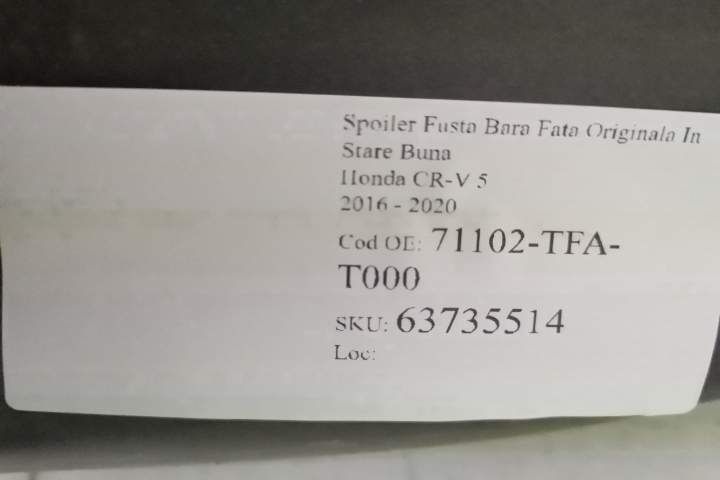 Spoiler Fusta Bara Fata Originala In
Stare Buna
Honda CR-V 5
2016 - 2020
Cod OE: 71102-TFA-
T000
SKU: 63735514
Loc: